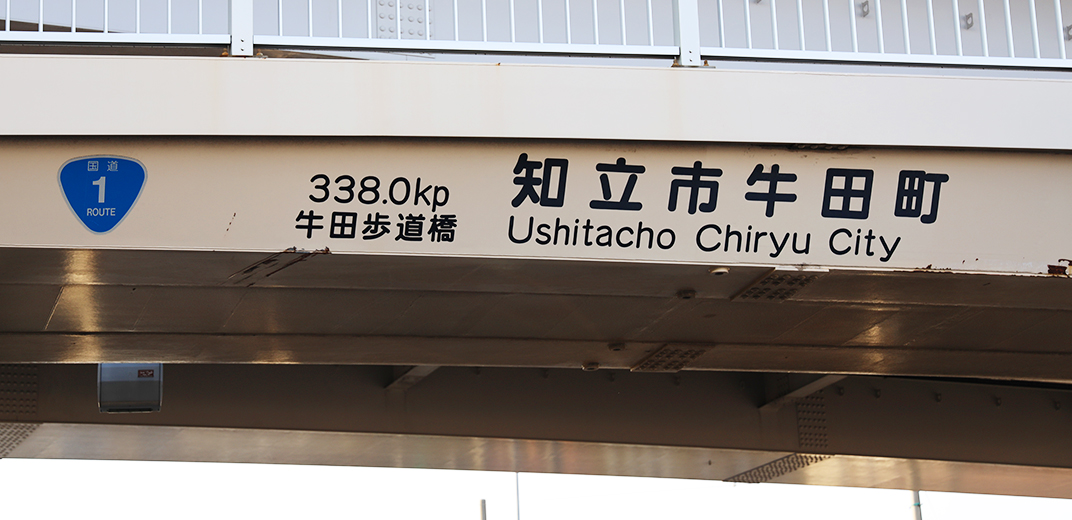 国道
1
ROUTE
338.0kp
牛田歩道橋
知立市牛田町
Ushitacho Chiryu City